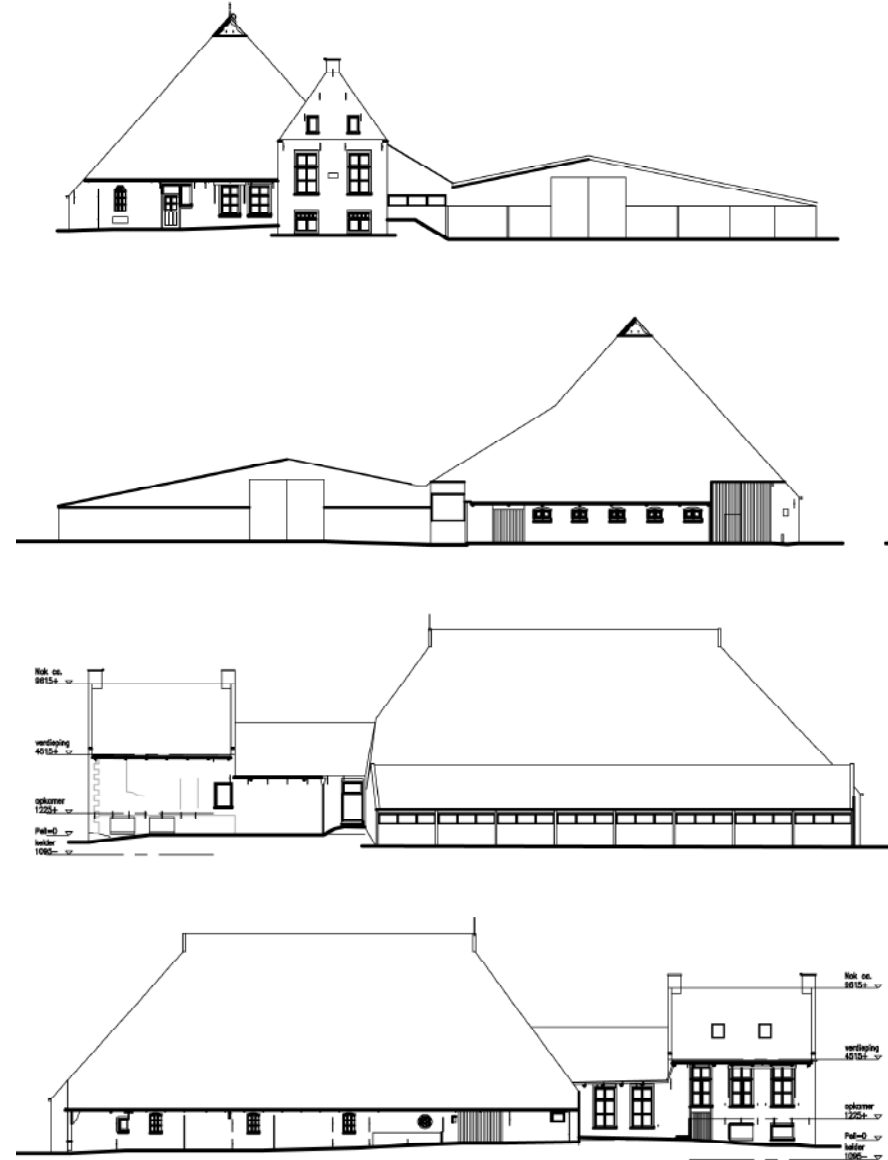 Nok ca.
9615+
verdieping
4515+
opkamer
1225+
Peil=0
kelder
1095-
Nok ca.
9615+
verdieping
4515+
opkamer
1225+
Peil=0
kelder
1095-